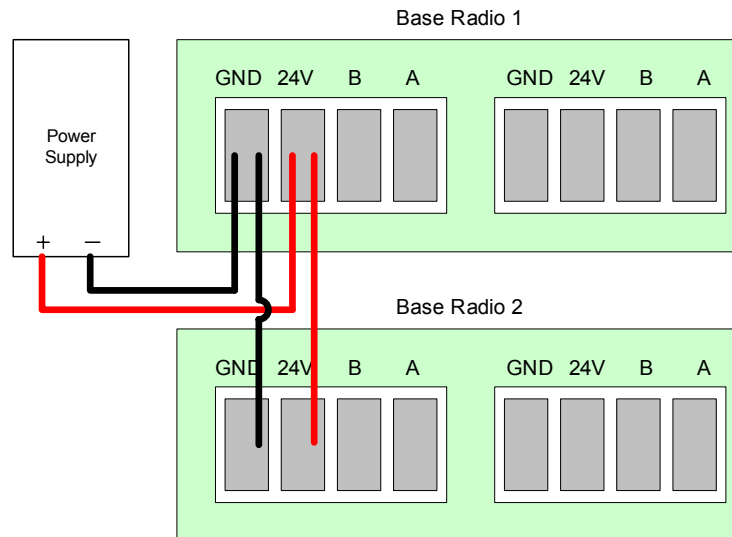 Base Radio 1
GND 24V B A GND 24V B A
Power
Supply
+ −
Base Radio 2
GND 24V B A GND 24V B A